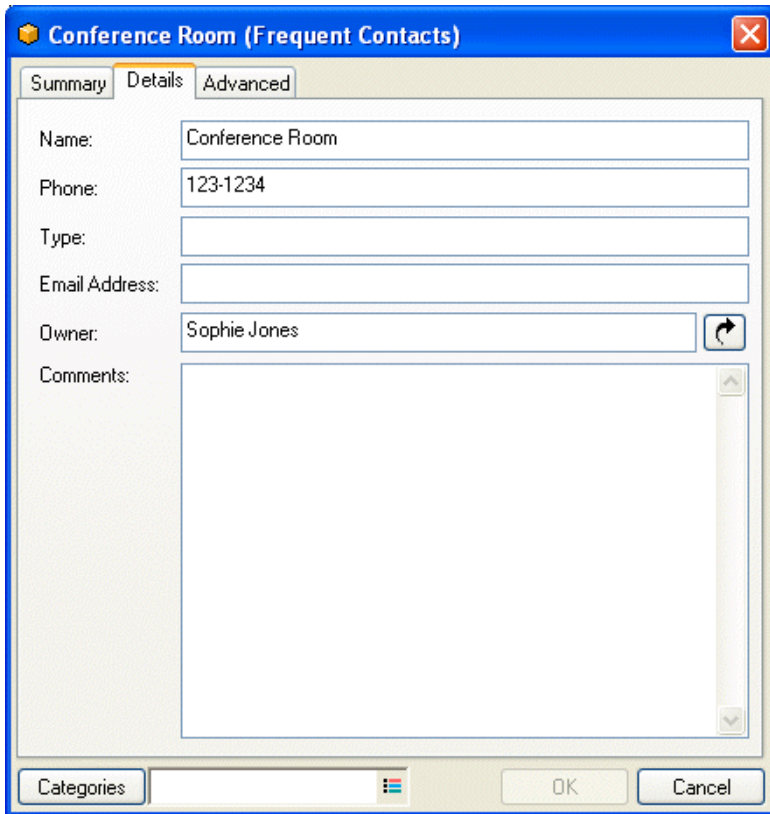 Conference Room (Frequent Contacts)
Summary Details Advanced
Name: Conference Room
Phone: 123-1234
Type:
Email Address:
Owner: Sophie Jones
Comments:
Categories OK Cancel